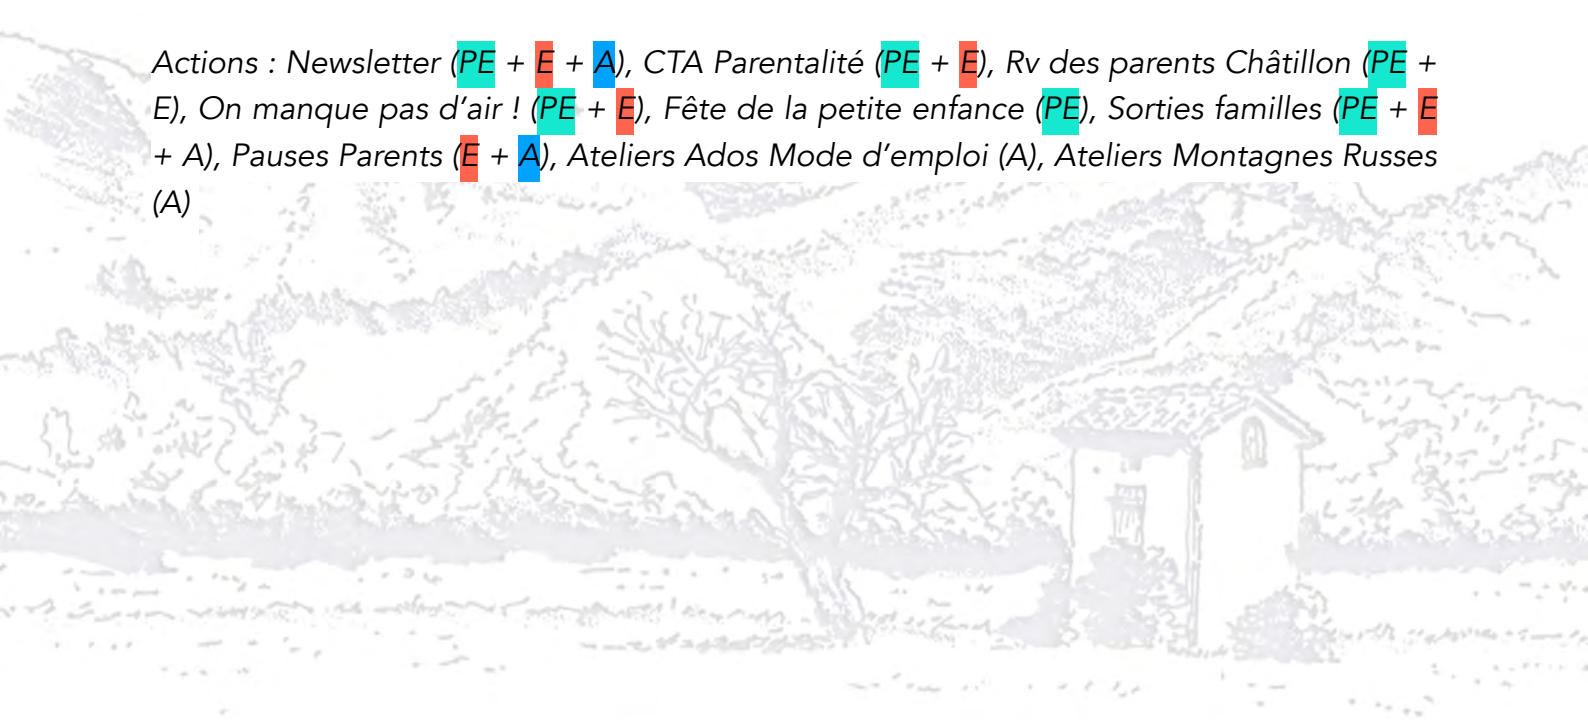 Actions : Newsletter (PE + E + A), CTA Parentalité (PE + E), Rv des parents Châtillon (PE +
E), On manque pas d’air ! (PE + E), Fête de la petite enfance (PE), Sorties familles (PE + E
+ A), Pauses Parents (E + A), Ateliers Ados Mode d’emploi (A), Ateliers Montagnes Russes
(A)